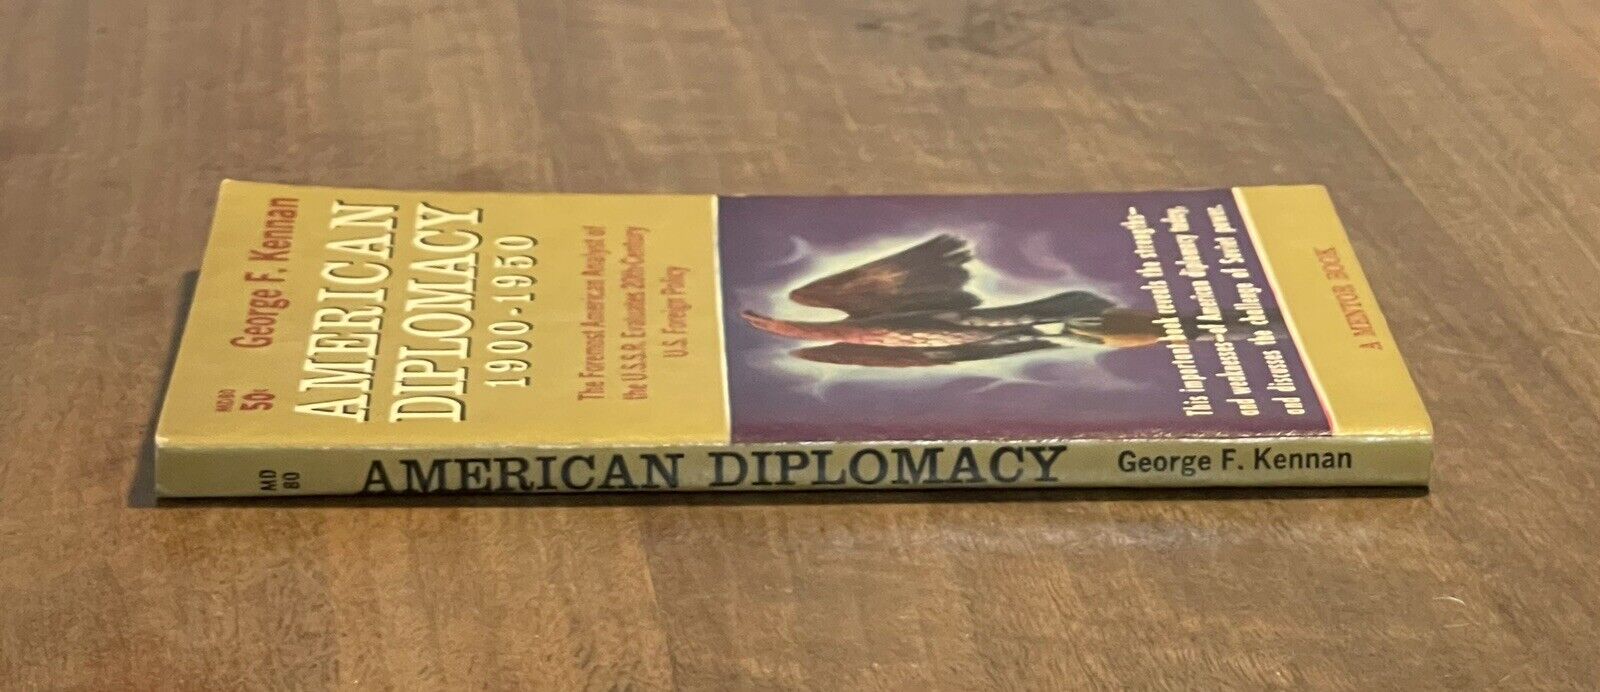 MD80
50¢
George F. Kennan
AMERICAN
DIPLOMACY
1900-1950
The Foremost American Analyst of
the U.S.S.R. Evaluates 20th Century
U.S. Foreign Policy
This important book reveals the strengths—
and weaknesses—of American diplomacy today,
and discusses the challenge of Soviet power.
A MENTOR BOOK
MD
80
AMERICAN DIPLOMACY
George F. Kennan